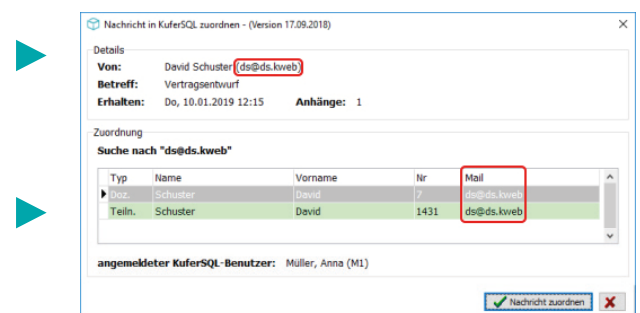 Nachricht in KuferSQL zuordnen - (Version 17.09.2018)
Details
Von: David Schuster (ds@ds.kweb)
Betreff: Vertragsentwurf
Erhalten: Do, 10.01.2019 12:15 Anhänge: 1
Zuordnung
Suche nach "ds@ds.kweb"
Typ Name Vorname Nr Mail
Doz. Schuster David 7 ds@ds.kweb
Teiln. Schuster David 1431 ds@ds.kweb
angemeldeter KuferSQL-Benutzer: Müller, Anna (M1)
Nachricht zuordnen